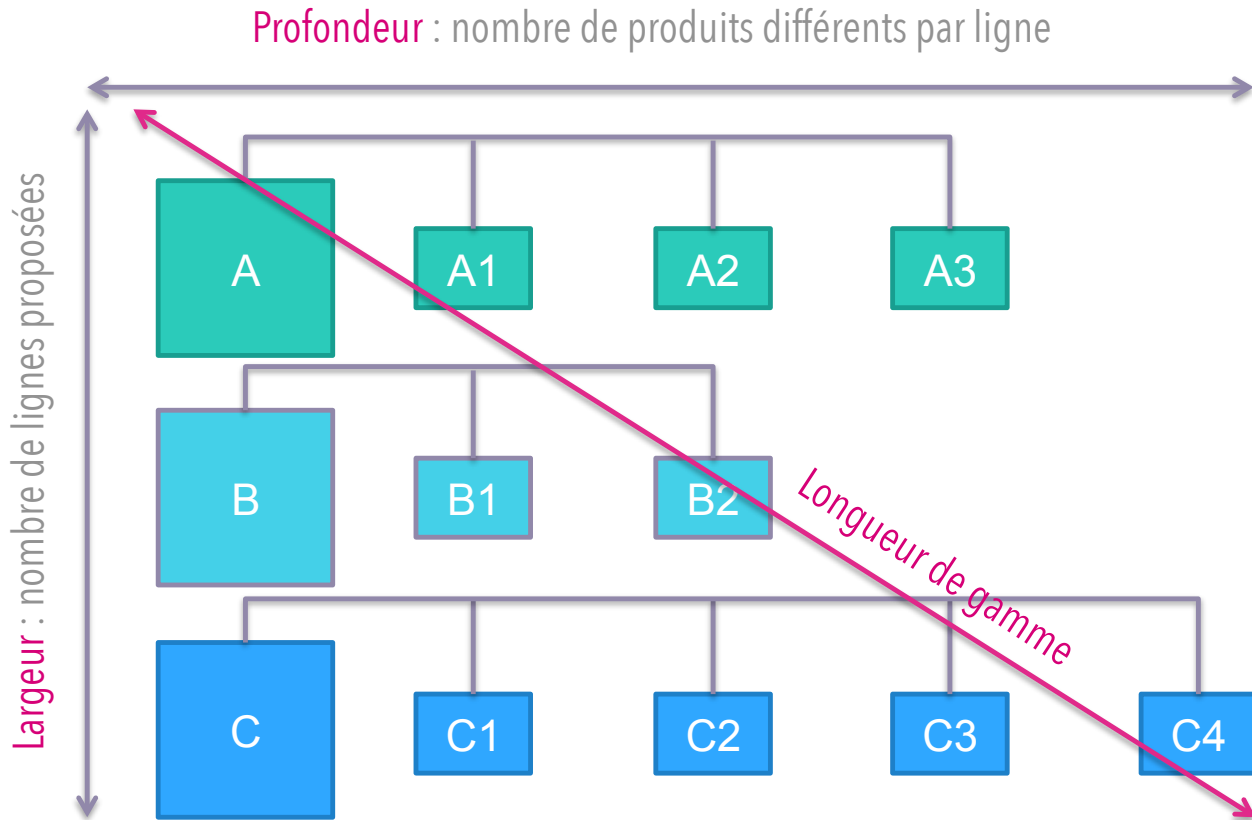 Profondeur : nombre de produits différents par ligne
Largeur : nombre de lignes proposées
A
A1
A2
A3
B
B1
B2
Longueur de gamme
C
C1
C2
C3
C4